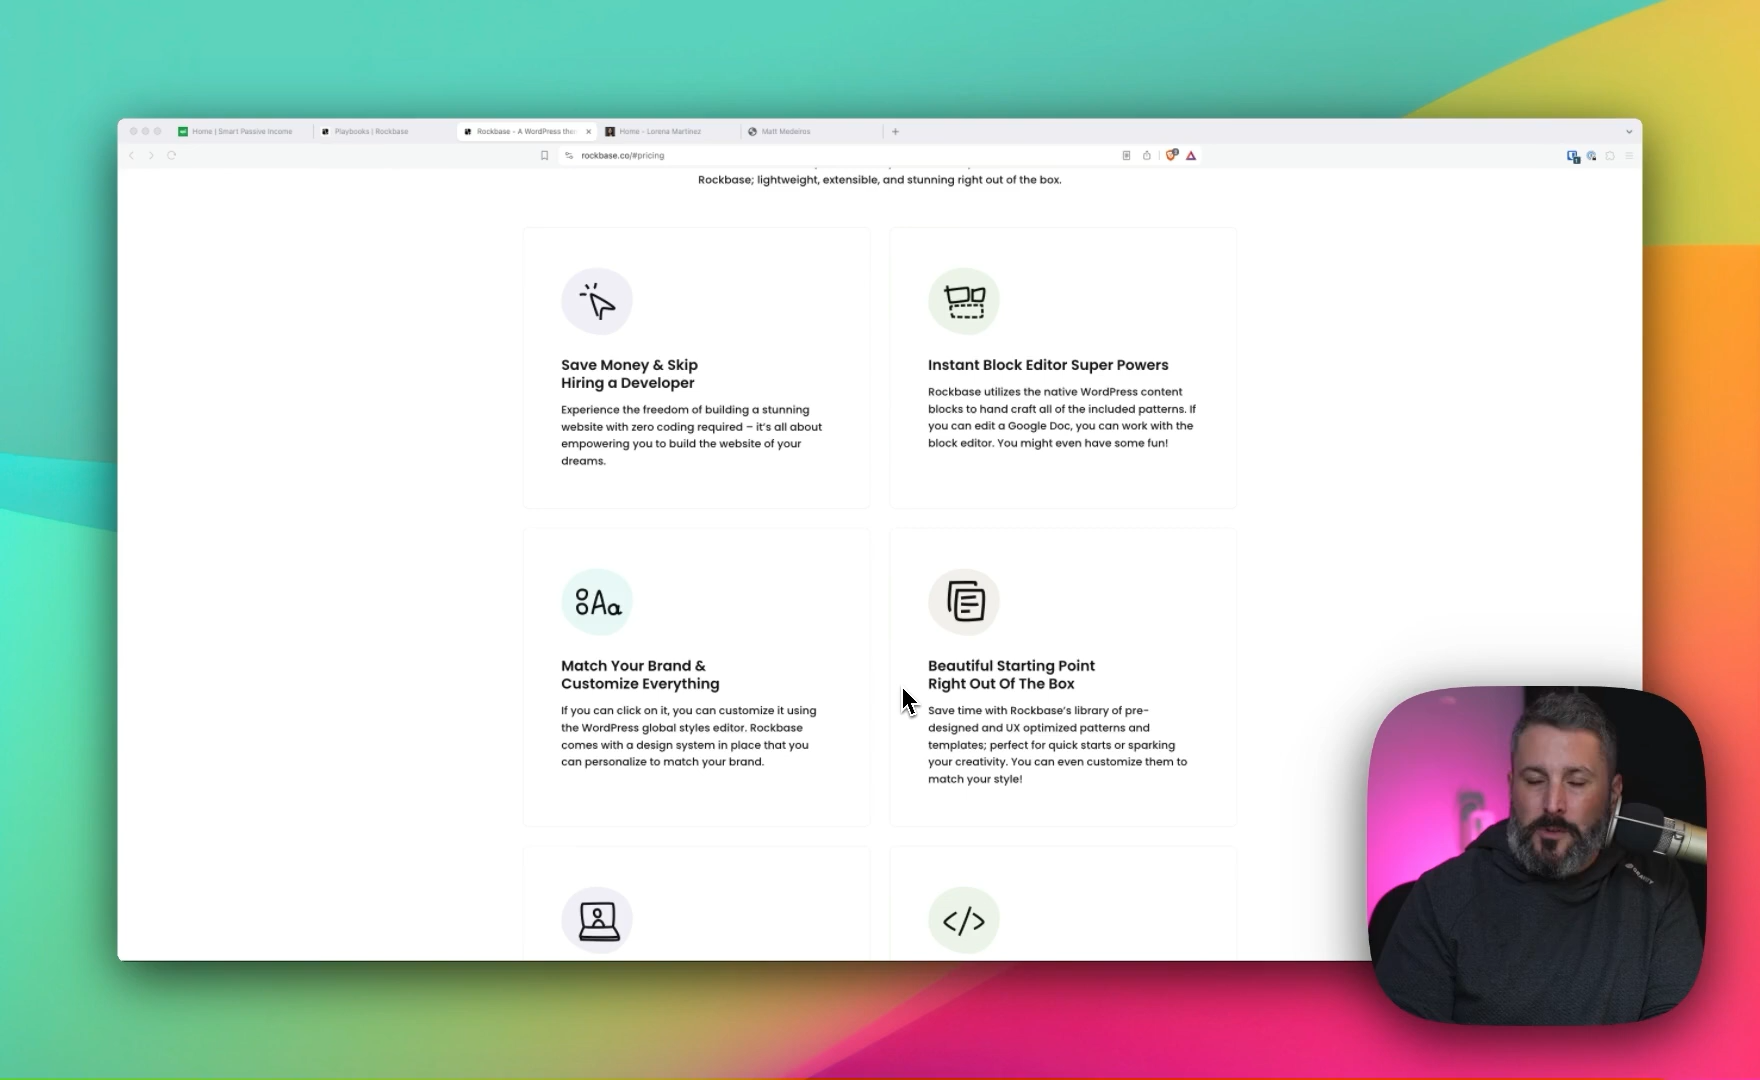 Home | Smart Passive Income
Playbooks | Rockbase
Rockbase - A WordPress the
Home - Lorena Martinez
Matt Medeiros
rockbase.co/#pricing
Rockbase; lightweight, extensible, and stunning right out of the box.
Save Money & Skip
Hiring a Developer
Experience the freedom of building a stunning
website with zero coding required – it's all about
empowering you to build the website of your
dreams.
Instant Block Editor Super Powers
Rockbase utilizes the native WordPress content
blocks to hand craft all of the included patterns. If
you can edit a Google Doc, you can work with the
block editor. You might even have some fun!
Aa
Match Your Brand &
Customize Everything
If you can click on it, you can customize it using
the WordPress global styles editor. Rockbase
comes with a design system in place that you
can personalize to match your brand.
Beautiful Starting Point
Right Out Of The Box
Save time with Rockbase's library of pre-
designed and UX optimized patterns and
templates; perfect for quick starts or sparking
your creativity. You can even customize them to
match your style!
</>
GRAVITY